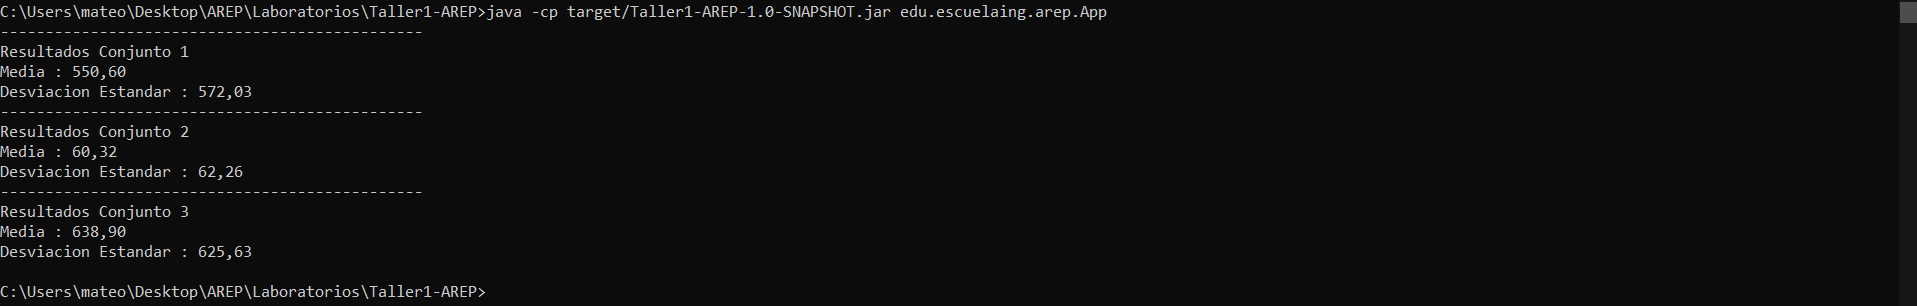 C:\Users\mateo\Desktop\AREP\Laboratorios\Taller1-AREP>java -cp target/Taller1-AREP-1.0-SNAPSHOT.jar edu.escuelaing.arep.App
-----------------------------------------------
Resultados Conjunto 1
Media : 550,60
Desviacion Estandar : 572,03
-----------------------------------------------
Resultados Conjunto 2
Media : 60,32
Desviacion Estandar : 62,26
-----------------------------------------------
Resultados Conjunto 3
Media : 638,90
Desviacion Estandar : 625,63
C:\Users\mateo\Desktop\AREP\Laboratorios\Taller1-AREP>